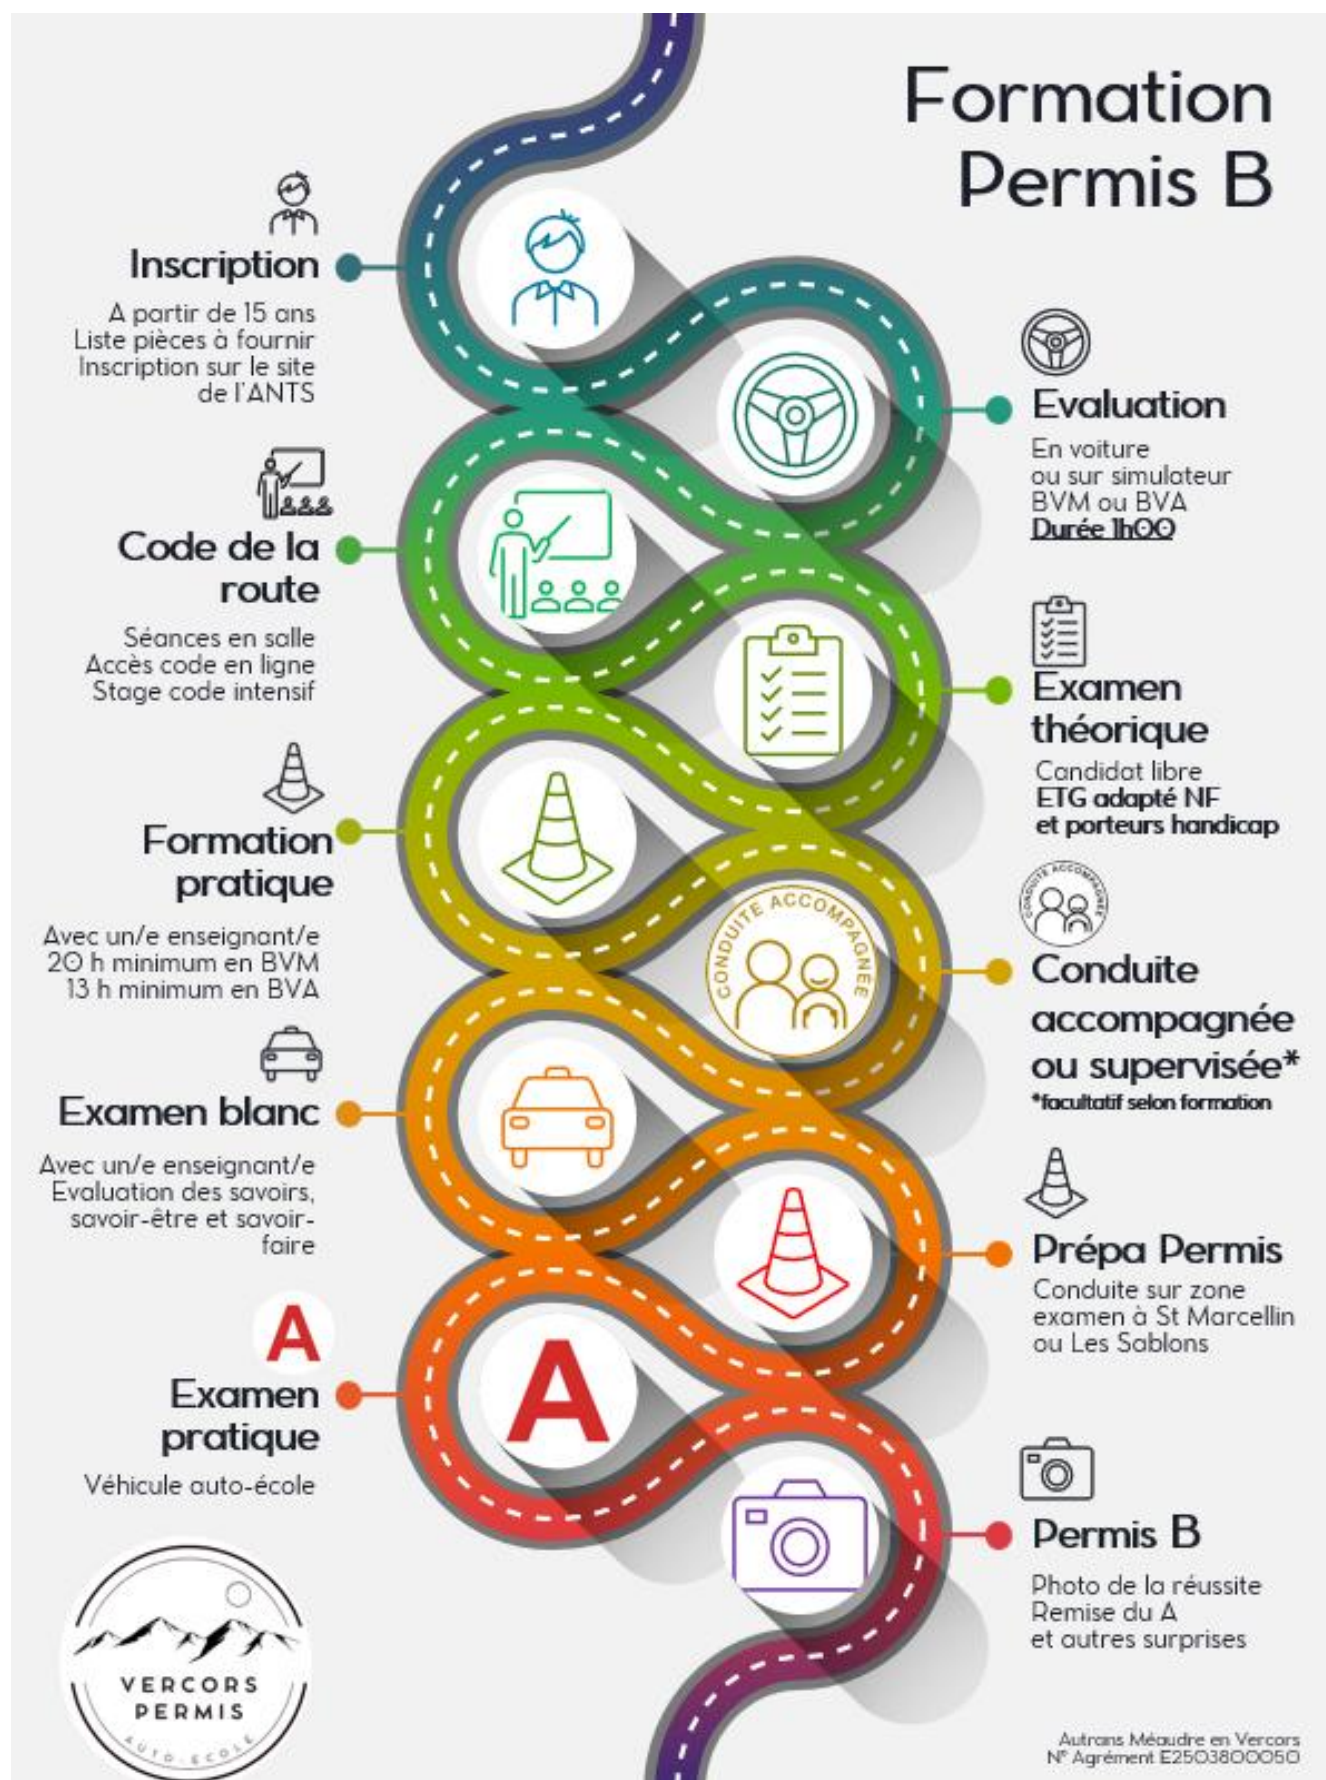 Formation
Permis B
Inscription
A partir de 15 ans
Liste pièces à fournir
Inscription sur le site
de l'ANTS
Evaluation
En voiture
ou sur simulateur
BVM ou BVA
Durée 1h00
Code de la
route
Séances en salle
Accès code en ligne
Stage code intensif
Examen
théorique
Candidat libre
ETG adapté NF
et porteurs handicap
Formation
pratique
Avec un/e enseignant/e
20 h minimum en BVM
13 h minimum en BVA
CONDUITE ACCOMPAGNÉE
CONDUITE ACCOMPAGNÉE
Conduite
accompagnée
ou supervisée*
*facultatif selon formation
Examen blanc
Avec un/e enseignant/e
Evaluation des savoirs,
savoir-être et savoir-
faire
Prépa Permis
Conduite sur zone
examen à St Marcellin
ou Les Sablons
A
A
Examen
pratique
Véhicule auto-école
Permis B
Photo de la réussite
Remise du A
et autres surprises
VERCORS
PERMIS
AUTO-ECOLE
Autrans Méaudre en Vercors
N° Agrément E2503800050